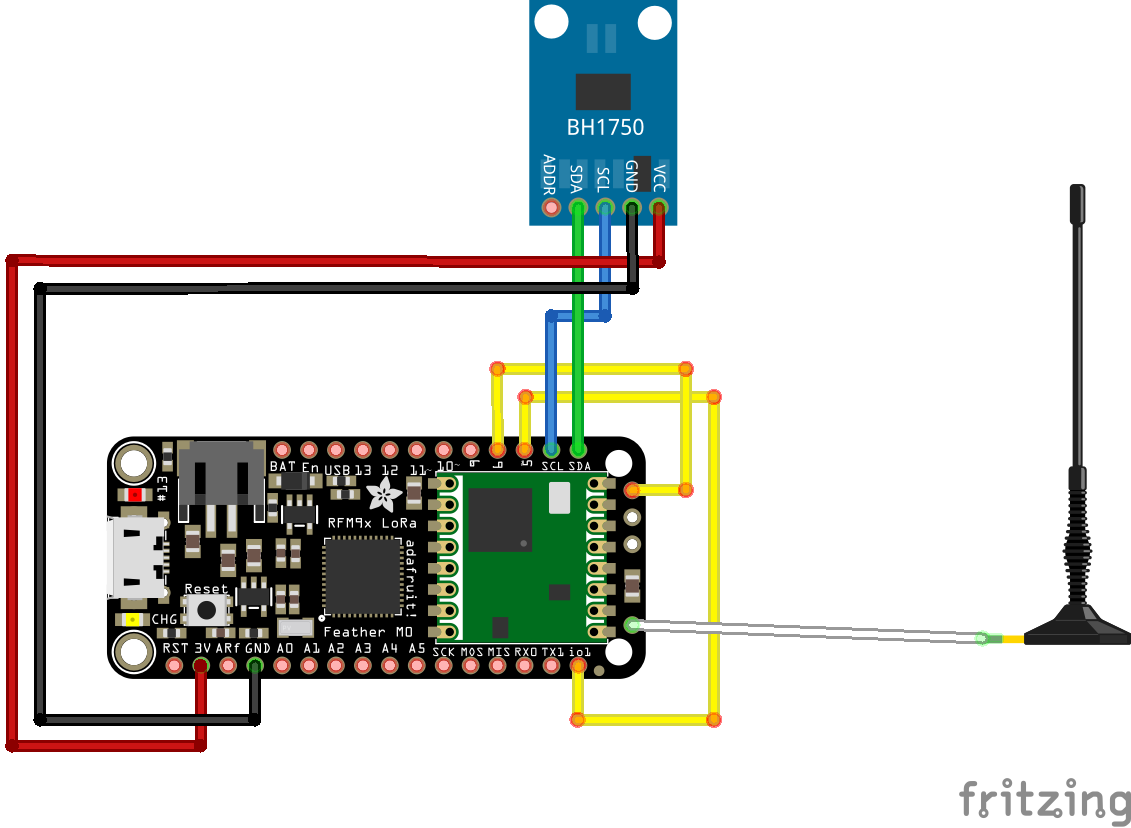 BH1750
ADDR
SDA
SCL
GND
VCC
BAT En USB 13 12 11~ 10~ 9 6 5 SCL SDA
ET#
RFM9x LoRa
adafruit!
Reset
CHG
Feather M0
RST 3V ARf GND A0 A1 A2 A3 A4 A5 SCK MOS MIS RX0 TX1 io1
fritzing